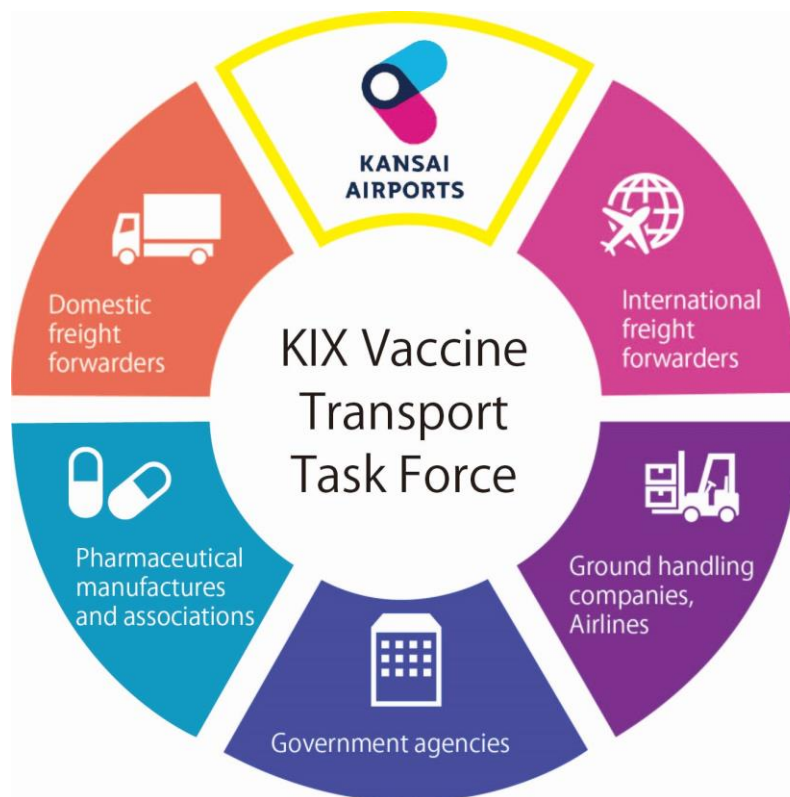 KANSAI
AIRPORTS
International
freight
forwarders
Ground handling
companies,
Airlines
Government agencies
Pharmaceutical
manufactures
and associations
Domestic
freight
forwarders
KIX Vaccine
Transport
Task Force